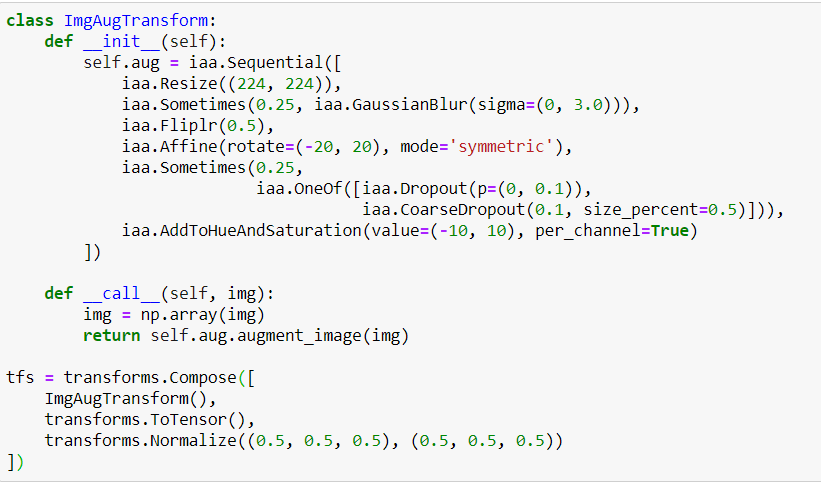 class ImgAugTransform:
    def __init__(self):
        self.aug = iaa.Sequential([
            iaa.Resize((224, 224)),
            iaa.Sometimes(0.25, iaa.GaussianBlur(sigma=(0, 3.0))),
            iaa.Fliplr(0.5),
            iaa.Affine(rotate=(-20, 20), mode='symmetric'),
            iaa.Sometimes(0.25,
                          iaa.OneOf([iaa.Dropout(p=(0, 0.1)),
                                     iaa.CoarseDropout(0.1, size_percent=0.5)])),
            iaa.AddToHueAndSaturation(value=(-10, 10), per_channel=True)
        ])
    def __call__(self, img):
        img = np.array(img)
        return self.aug.augment_image(img)
tfs = transforms.Compose([
    ImgAugTransform(),
    transforms.ToTensor(),
    transforms.Normalize((0.5, 0.5, 0.5), (0.5, 0.5, 0.5))
])